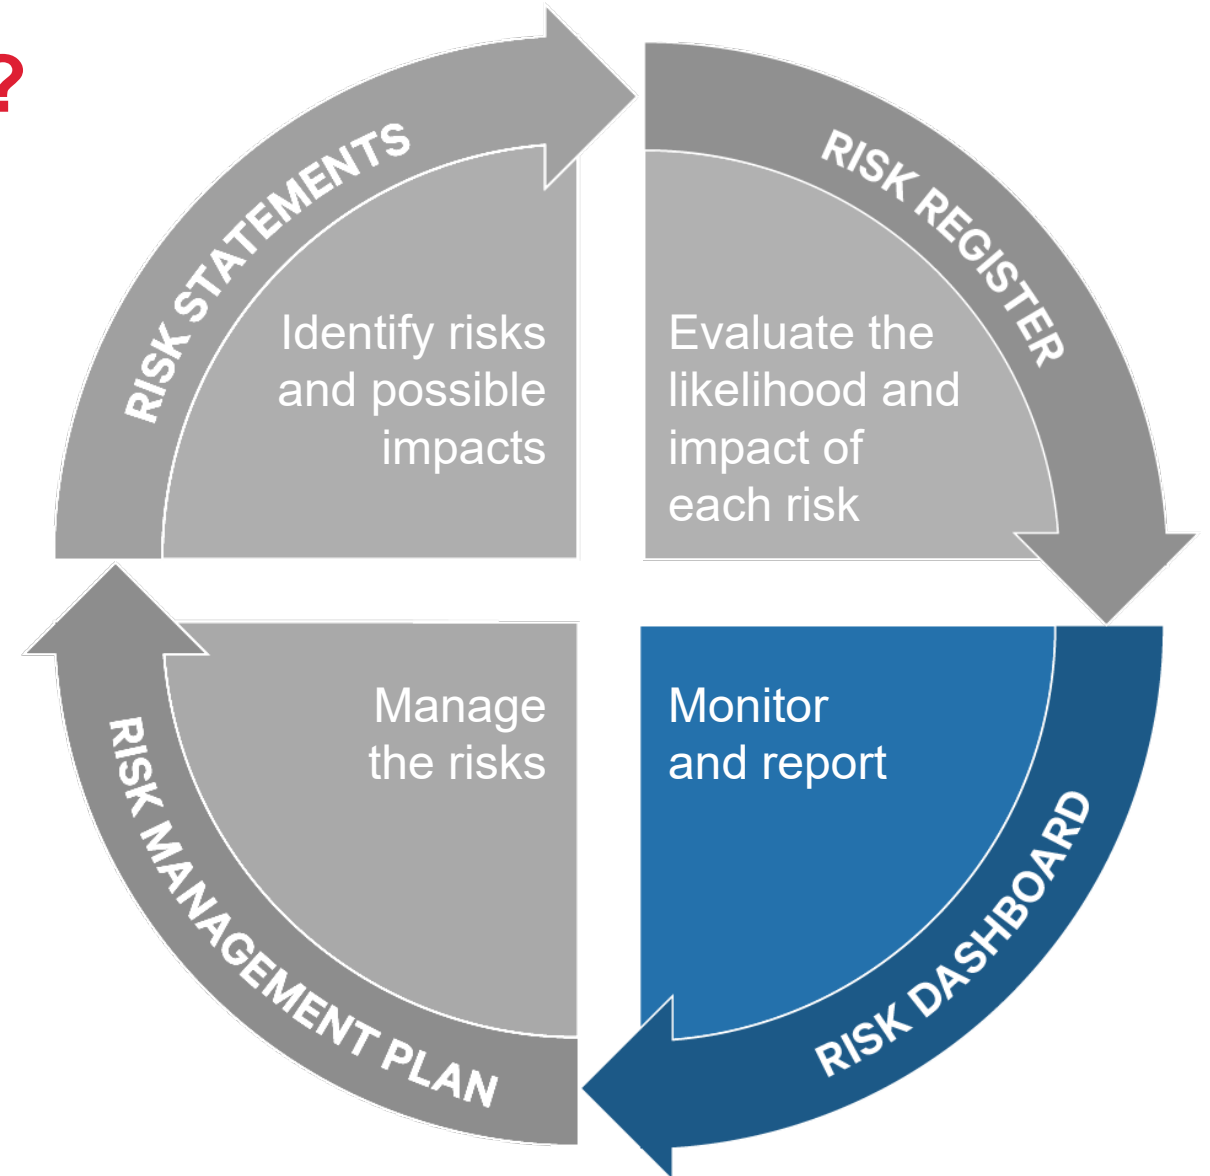 ?
RISK STATEMENTS
Identify risks
and possible
impacts
RISK REGISTER
Evaluate the
likelihood and
impact of
each risk
Manage
the risks
RISK MANAGEMENT PLAN
Monitor
and report
RISK DASHBOARD